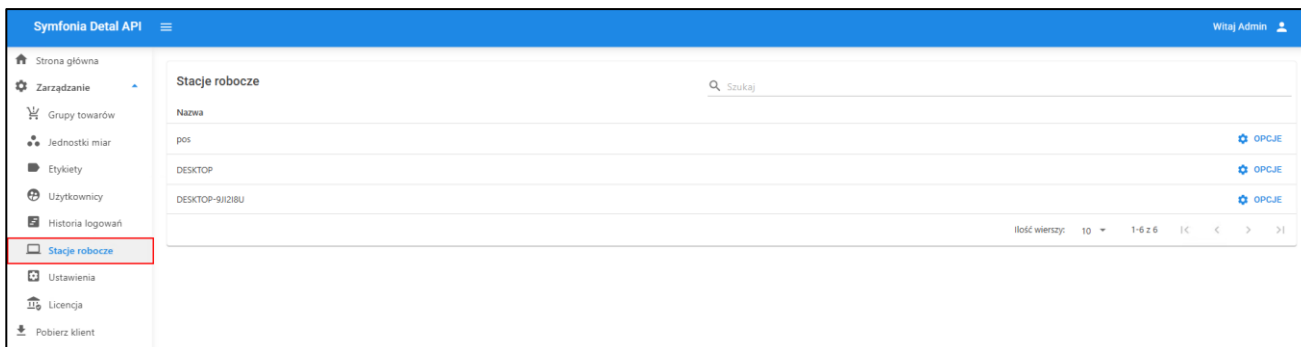 Symfonia Detal API
Witaj Admin
Strona główna
Zarządzanie
Grupy towarów
Jednostki miar
Etykiety
Użytkownicy
Historia logowań
Stacje robocze
Ustawienia
Licencja
Pobierz klient
Stacje robocze
Szukaj
Nazwa
pos OPCJE
DESKTOP OPCJE
DESKTOP-9JI2I8U OPCJE
Ilość wierszy: 10 1-6 z 6